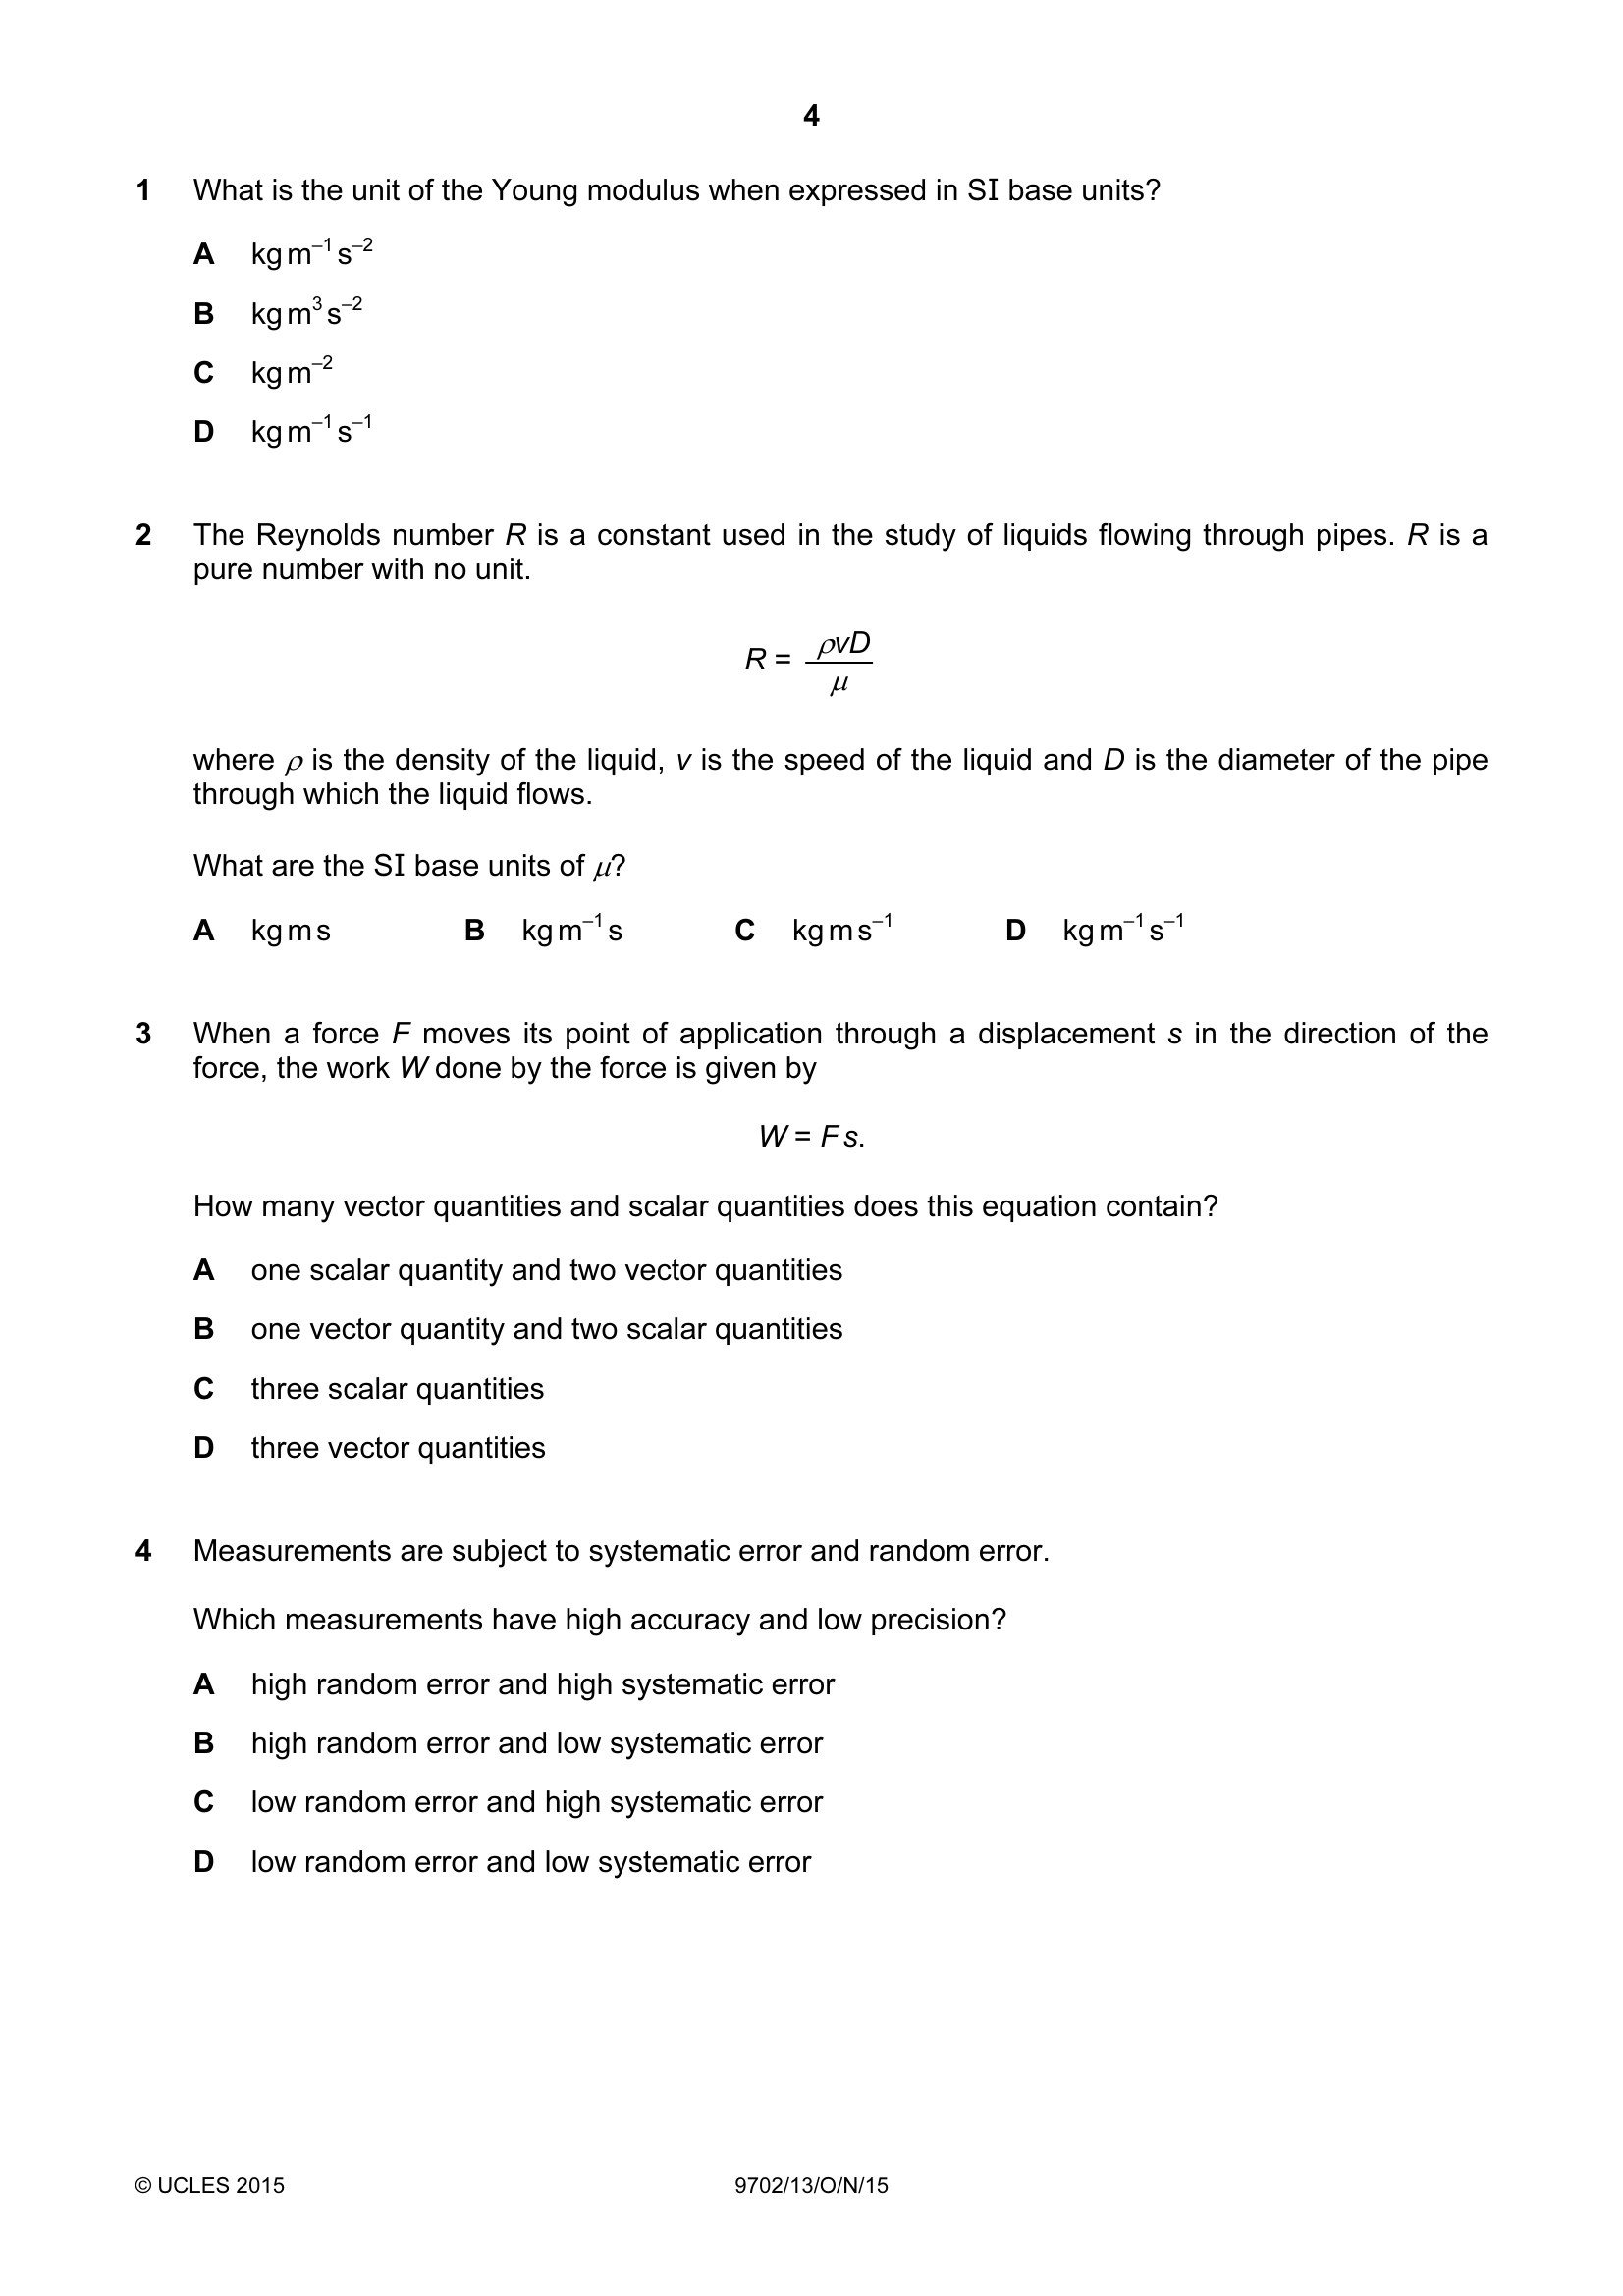 4
1 What is the unit of the Young modulus when expressed in SI base units?
A kg m⁻¹ s⁻²
B kg m³ s⁻²
C kg m⁻²
D kg m⁻¹ s⁻¹
2 The Reynolds number R is a constant used in the study of liquids flowing through pipes. R is a
pure number with no unit.
R = ρvD / μ
where ρ is the density of the liquid, v is the speed of the liquid and D is the diameter of the pipe
through which the liquid flows.
What are the SI base units of μ?
A kg m s B kg m⁻¹ s C kg m s⁻¹ D kg m⁻¹ s⁻¹
3 When a force F moves its point of application through a displacement s in the direction of the
force, the work W done by the force is given by
W = F s.
How many vector quantities and scalar quantities does this equation contain?
A one scalar quantity and two vector quantities
B one vector quantity and two scalar quantities
C three scalar quantities
D three vector quantities
4 Measurements are subject to systematic error and random error.
Which measurements have high accuracy and low precision?
A high random error and high systematic error
B high random error and low systematic error
C low random error and high systematic error
D low random error and low systematic error
© UCLES 2015 9702/13/O/N/15